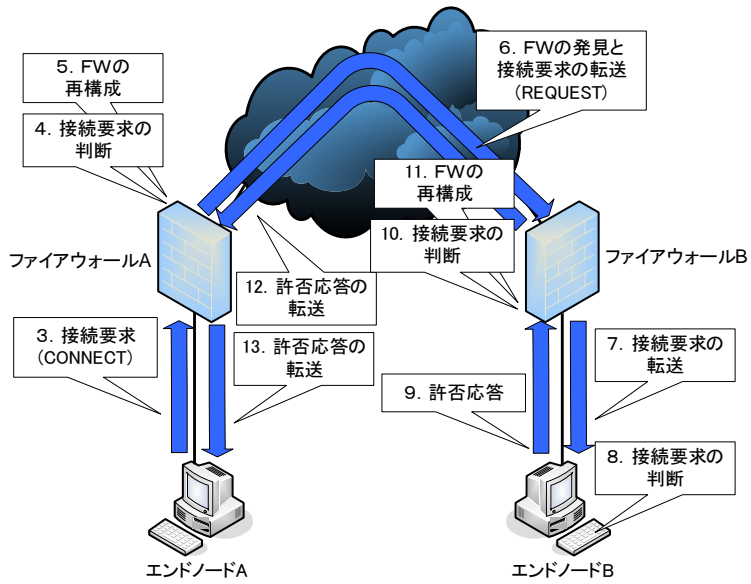 5. FWの
再構成
4. 接続要求の
判断
6. FWの発見と
接続要求の転送
(REQUEST)
11. FWの
再構成
10. 接続要求の
判断
ファイアウォールA
ファイアウォールB
12. 許否応答の
転送
3. 接続要求
(CONNECT)
13. 許否応答の
転送
7. 接続要求の
転送
9. 許否応答
8. 接続要求の
判断
エンドノードA
エンドノードB